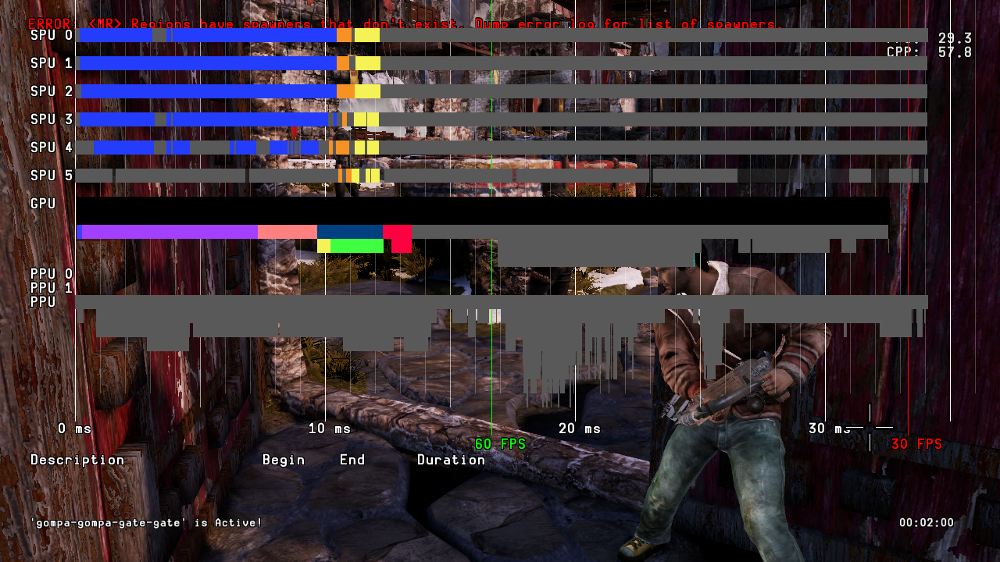 ERROR: <MR> Regions have spawners that don't exist. Dump error log for list of spawners.
SPU 0
29.3
CPP: 57.8
SPU 1
SPU 2
SPU 3
SPU 4
SPU 5
GPU
PPU 0
PPU 1
PPU
0 ms
10 ms
20 ms
30 ms
60 FPS
30 FPS
Description Begin End Duration
'gompa-gompa-gate-gate' is Active!
00:02:00